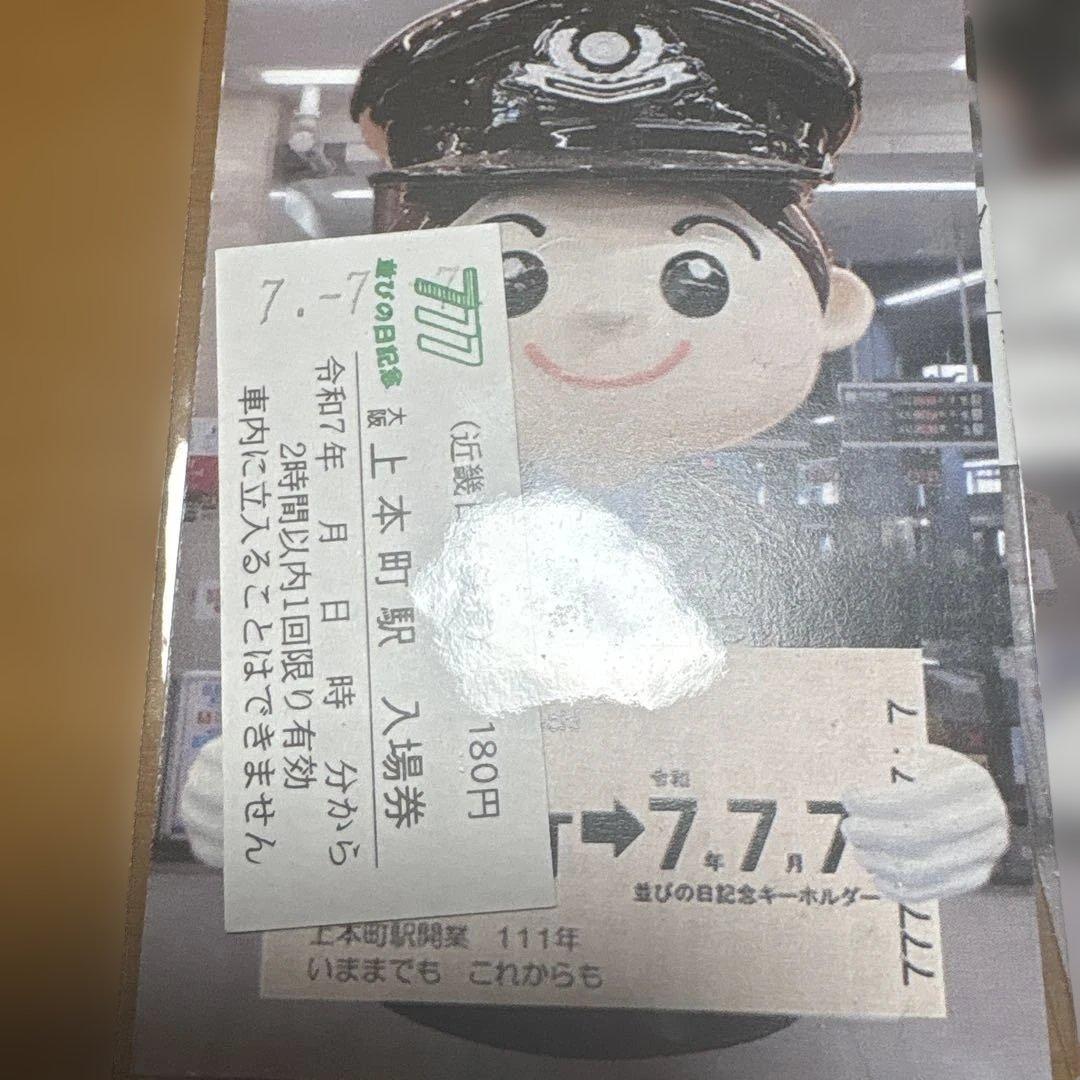 7.-7
7777
並びの日記念
(近畿
180円
大阪上本町駅 入場券
令和7年 月 日 時 分から
2時間以内1回限り有効
車内に立入ることはできません
➡7年7月7
並びの日記念キーホルダー
上本町駅開業 111年
いままでも これからも
7.-7
777